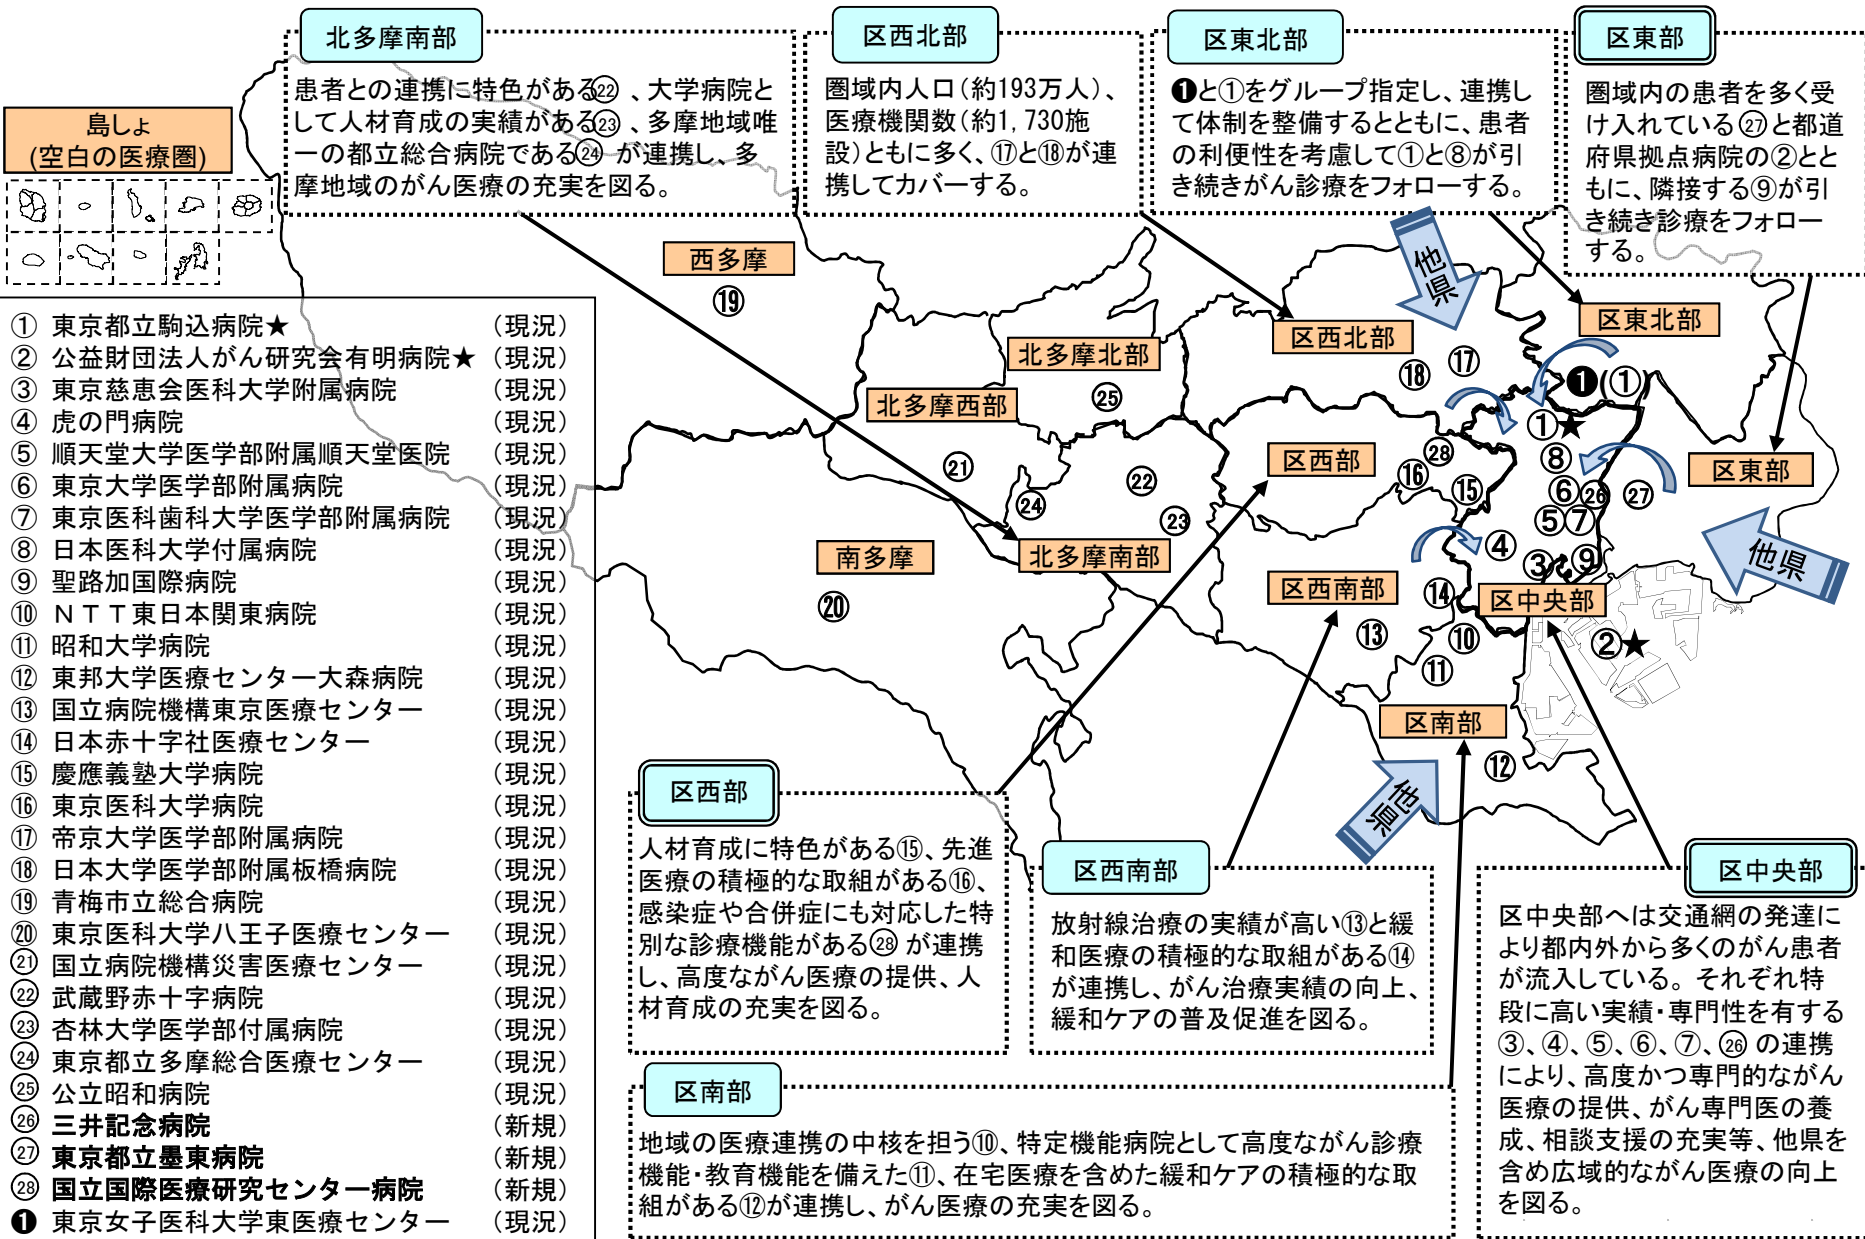 北多摩南部
患者との連携に特色がある㉒、大学病院と
して人材育成の実績がある㉓、多摩地域唯
一の都立総合病院である㉔が連携し、多
摩地域のがん医療の充実を図る。
区西北部
圏域内人口(約193万人)、
医療機関数(約1,730施
設)ともに多く、⑰と⑱が連
携してカバーする。
区東北部
❶と①をグループ指定し、連携し
て体制を整備するとともに、患者
の利便性を考慮して①と⑧が引
き続きがん診療をフォローする。
区東部
圏域内の患者を多く受
け入れている㉗と都道
府県拠点病院の②とと
もに、隣接する⑨が引
き続き診療をフォロー
する。
島しょ
(空白の医療圏)
① 東京都立駒込病院★ (現況)
② 公益財団法人がん研究会有明病院★ (現況)
③ 東京慈恵会医科大学附属病院 (現況)
④ 虎の門病院 (現況)
⑤ 順天堂大学医学部附属順天堂医院 (現況)
⑥ 東京大学医学部附属病院 (現況)
⑦ 東京医科歯科大学医学部附属病院 (現況)
⑧ 日本医科大学付属病院 (現況)
⑨ 聖路加国際病院 (現況)
⑩ NTT東日本関東病院 (現況)
⑪ 昭和大学病院 (現況)
⑫ 東邦大学医療センター大森病院 (現況)
⑬ 国立病院機構東京医療センター (現況)
⑭ 日本赤十字社医療センター (現況)
⑮ 慶應義塾大学病院 (現況)
⑯ 東京医科大学病院 (現況)
⑰ 帝京大学医学部附属病院 (現況)
⑱ 日本大学医学部附属板橋病院 (現況)
⑲ 青梅市立総合病院 (現況)
⑳ 東京医科大学八王子医療センター (現況)
㉑ 国立病院機構災害医療センター (現況)
㉒ 武蔵野赤十字病院 (現況)
㉓ 杏林大学医学部付属病院 (現況)
㉔ 東京都立多摩総合医療センター (現況)
㉕ 公立昭和病院 (現況)
㉖ 三井記念病院 (新規)
㉗ 東京都立墨東病院 (新規)
㉘ 国立国際医療研究センター病院 (新規)
❶ 東京女子医科大学東医療センター (現況)
西多摩
⑲
北多摩北部
㉕
北多摩西部
㉑
㉔
㉒
㉓
南多摩
⑳
北多摩南部
他県
区西北部
⑱
⑰
区東北部
❶(①)
①★
⑧
⑥
㉖
㉗
⑤
⑦
④
③
⑨
区東部
他県
区西部
㉘
⑯
⑮
区西南部
⑭
⑬
区中央部
②★
⑩
⑪
区南部
⑫
他県
区西部
人材育成に特色がある⑮、先進
医療の積極的な取組がある⑯、
感染症や合併症にも対応した特
別な診療機能がある㉘が連携
し、高度ながん医療の提供、人
材育成の充実を図る。
区西南部
放射線治療の実績が高い⑬と緩
和医療の積極的な取組がある⑭
が連携し、がん治療実績の向上、
緩和ケアの普及促進を図る。
区中央部
区中央部へは交通網の発達に
より都内外から多くのがん患者
が流入している。それぞれ特
段に高い実績・専門性を有する
③、④、⑤、⑥、⑦、㉖の連携
により、高度かつ専門的ながん
医療の提供、がん専門医の養
成、相談支援の充実等、他県を
含め広域的ながん医療の向上
を図る。
区南部
地域の医療連携の中核を担う⑩、特定機能病院として高度ながん診療
機能・教育機能を備えた⑪、在宅医療を含めた緩和ケアの積極的な取
組がある⑫が連携し、がん医療の充実を図る。